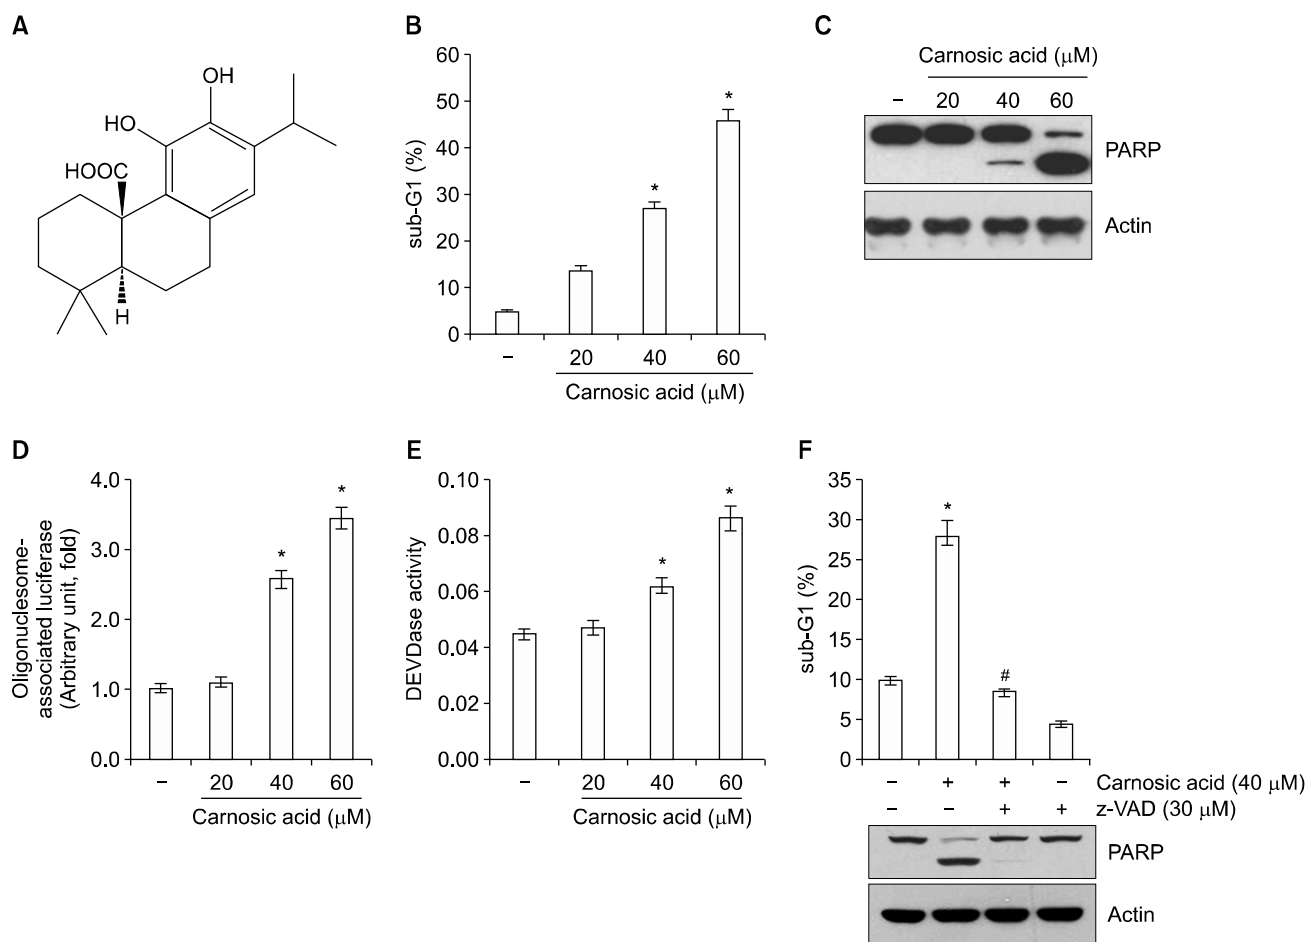 A
OH
HO
HOOC
H
B
60
50
40
30
20
10
0
sub-G1 (%)
*
*
– 20 40 60
Carnosic acid (μM)
C
Carnosic acid (μM)
– 20 40 60
PARP
Actin
D
4.0
3.0
2.0
1.0
0.0
Oligonuclesome-
associated luciferase
(Arbitrary unit, fold)
*
*
– 20 40 60
Carnosic acid (μM)
E
0.10
0.08
0.06
0.04
0.02
0.00
DEVDase activity
*
*
– 20 40 60
Carnosic acid (μM)
F
35
30
25
20
15
10
5
0
sub-G1 (%)
*
#
– + + – Carnosic acid (40 μM)
– – + + z-VAD (30 μM)
PARP
Actin